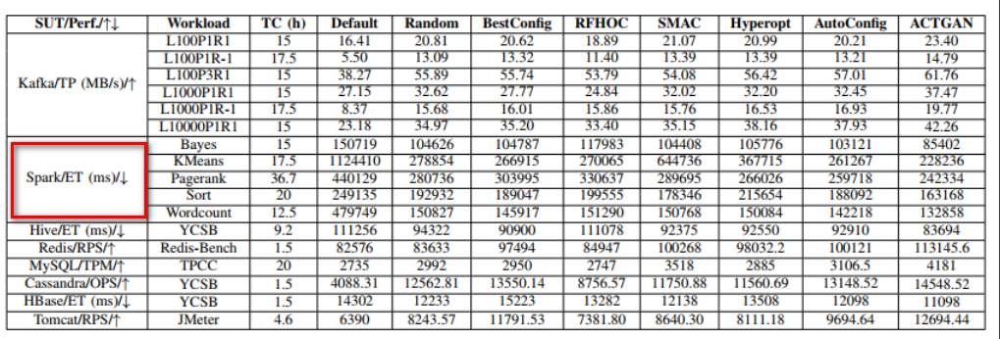 SUT/Perf./↑↓ Workload TC (h) Default Random BestConfig RFHOC SMAC Hyperopt AutoConfig ACTGAN
Kafka/TP (MB/s)/↑ L100P1R1 15 16.41 20.81 20.62 18.89 21.07 20.99 20.21 23.40
L100P1R-1 17.5 5.50 13.09 13.32 11.40 13.39 13.39 13.21 14.79
L100P3R1 15 38.27 55.89 55.74 53.79 54.08 56.42 57.01 61.76
L1000P1R1 15 27.15 32.62 27.77 24.84 32.02 32.20 32.45 37.47
L1000P1R-1 17.5 8.37 15.68 16.01 15.86 15.76 16.53 16.93 19.77
L10000P1R1 15 23.18 34.97 35.20 33.40 35.15 38.16 37.93 42.26
Spark/ET (ms)/↓ Bayes 15 150719 104626 104787 117983 104408 105776 103121 85402
KMeans 17.5 1124410 278854 266915 270065 644736 367715 261267 228236
Pagerank 36.7 440129 280736 303995 330637 289695 266026 259718 242334
Sort 20 249135 192932 189047 199555 178346 215654 188092 163168
Wordcount 12.5 479749 150827 145917 151290 150768 150084 142218 132858
Hive/ET (ms)/↓ YCSB 9.2 111256 94322 90900 111078 92375 92550 92910 83694
Redis/RPS/↑ Redis-Bench 1.5 82576 83633 97494 84947 100268 98032.2 100121 113145.6
MySQL/TPM/↑ TPCC 20 2735 2992 2950 2747 3518 2885 3106.5 4181
Cassandra/OPS/↑ YCSB 1.5 4088.31 12562.81 13550.14 8756.57 11750.88 11560.69 13148.52 14548.52
HBase/ET (ms)/↓ YCSB 1.5 14302 12233 15223 13282 12138 13508 12098 11098
Tomcat/RPS/↑ JMeter 4.6 6390 8243.57 11791.53 7381.80 8640.30 8111.18 9694.64 12694.44